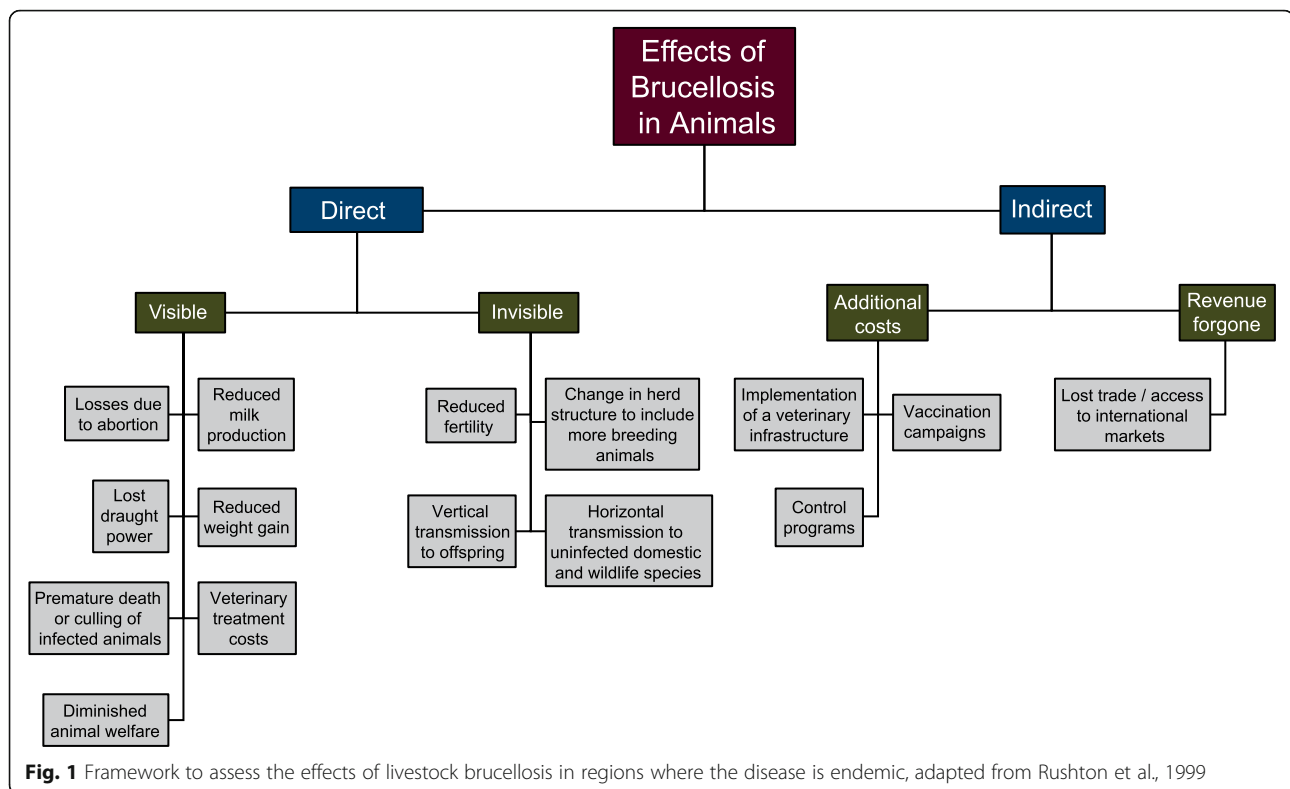 Effects of
Brucellosis
in Animals
Direct
Indirect
Visible
Invisible
Additional
costs
Revenue
forgone
Losses due
to abortion
Reduced
milk
production
Lost
draught
power
Reduced
weight gain
Premature death
or culling of
infected animals
Veterinary
treatment
costs
Diminished
animal welfare
Reduced
fertility
Change in herd
structure to include
more breeding
animals
Vertical
transmission
to offspring
Horizontal
transmission to
uninfected domestic
and wildlife species
Implementation
of a veterinary
infrastructure
Vaccination
campaigns
Control
programs
Lost trade / access
to international
markets
Fig. 1 Framework to assess the effects of livestock brucellosis in regions where the disease is endemic, adapted from Rushton et al., 1999